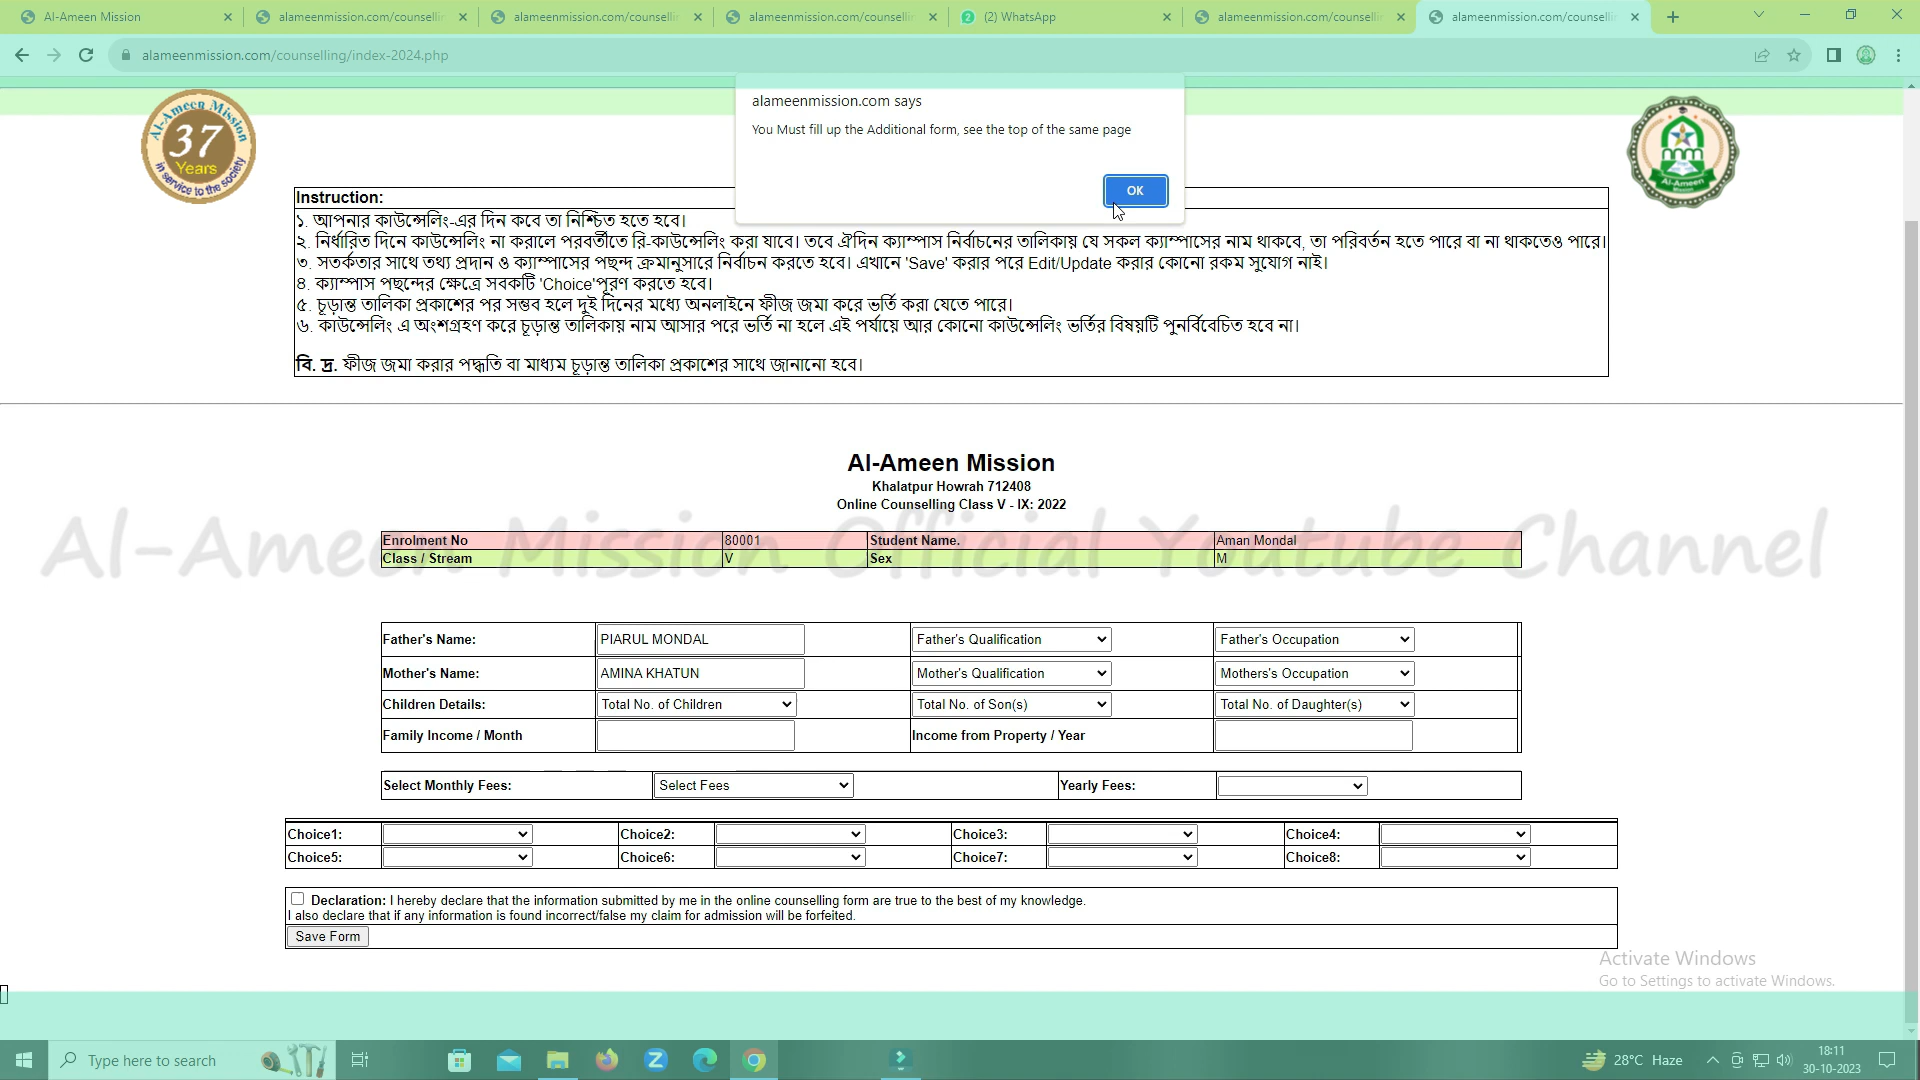 Al-Ameen Mission
alameenmission.com/counselli
alameenmission.com/counselli
alameenmission.com/counselli
(2) WhatsApp
alameenmission.com/counselli
alameenmission.com/counselli
alameenmission.com/counselling/index-2024.php
alameenmission.com says
You Must fill up the Additional form, see the top of the same page
OK
Al-Ameen Mission
37
Years
in service to the society
Al-Ameen
Mission
Instruction:
১. আপনার কাউন্সেলিং-এর দিন কবে তা নিশ্চিত হতে হবে।
২. নির্ধারিত দিনে কাউন্সেলিং না করালে পরবর্তীতে রি-কাউন্সেলিং করা যাবে। তবে ঐদিন ক্যাম্পাস নির্বাচনের তালিকায় যে সকল ক্যাম্পাসের নাম থাকবে, তা পরিবর্তন হতে পারে বা না থাকতেও পারে।
৩. সতর্কতার সাথে তথ্য প্রদান ও ক্যাম্পাসের পছন্দ ক্রমানুসারে নির্বাচন করতে হবে। এখানে 'Save' করার পরে Edit/Update করার কোনো রকম সুযোগ নাই।
৪. ক্যাম্পাস পছন্দের ক্ষেত্রে সবকটি 'Choice'পূরণ করতে হবে।
৫. চূড়ান্ত তালিকা প্রকাশের পর সম্ভব হলে দুই দিনের মধ্যে অনলাইনে ফীজ জমা করে ভর্তি করা যেতে পারে।
৬. কাউন্সেলিং এ অংশগ্রহণ করে চূড়ান্ত তালিকায় নাম আসার পরে ভর্তি না হলে এই পর্যায়ে আর কোনো কাউন্সেলিং ভর্তির বিষয়টি পুনর্বিবেচিত হবে না।
বি. দ্র. ফীজ জমা করার পদ্ধতি বা মাধ্যম চূড়ান্ত তালিকা প্রকাশের সাথে জানানো হবে।
Al-Ameen Mission
Khalatpur Howrah 712408
Online Counselling Class V - IX: 2022
Al-Ameen Mission Official Youtube Channel
Enrolment No 80001 Student Name. Aman Mondal
Class / Stream V Sex M
Father's Name: PIARUL MONDAL Father's Qualification Father's Occupation
Mother's Name: AMINA KHATUN Mother's Qualification Mothers's Occupation
Children Details: Total No. of Children Total No. of Son(s) Total No. of Daughter(s)
Family Income / Month Income from Property / Year
Select Monthly Fees: Select Fees Yearly Fees:
Choice1: Choice2: Choice3: Choice4:
Choice5: Choice6: Choice7: Choice8:
Declaration: I hereby declare that the information submitted by me in the online counselling form are true to the best of my knowledge.
I also declare that if any information is found incorrect/false my claim for admission will be forfeited.
Save Form
Activate Windows
Go to Settings to activate Windows.
Type here to search
28°C Haze
18:11
30-10-2023